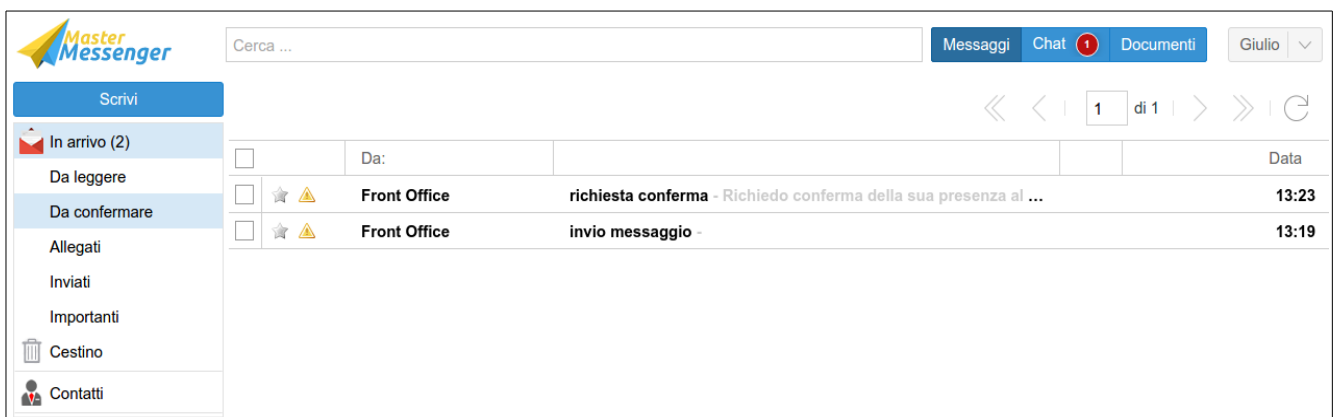 Master
Messenger
Cerca ...
Messaggi Chat 1 Documenti
Giulio
Scrivi
1 di 1
In arrivo (2)
Da leggere
Da confermare
Allegati
Inviati
Importanti
Cestino
Contatti
Da: Data
Front Office richiesta conferma - Richiedo conferma della sua presenza al ... 13:23
Front Office invio messaggio - 13:19